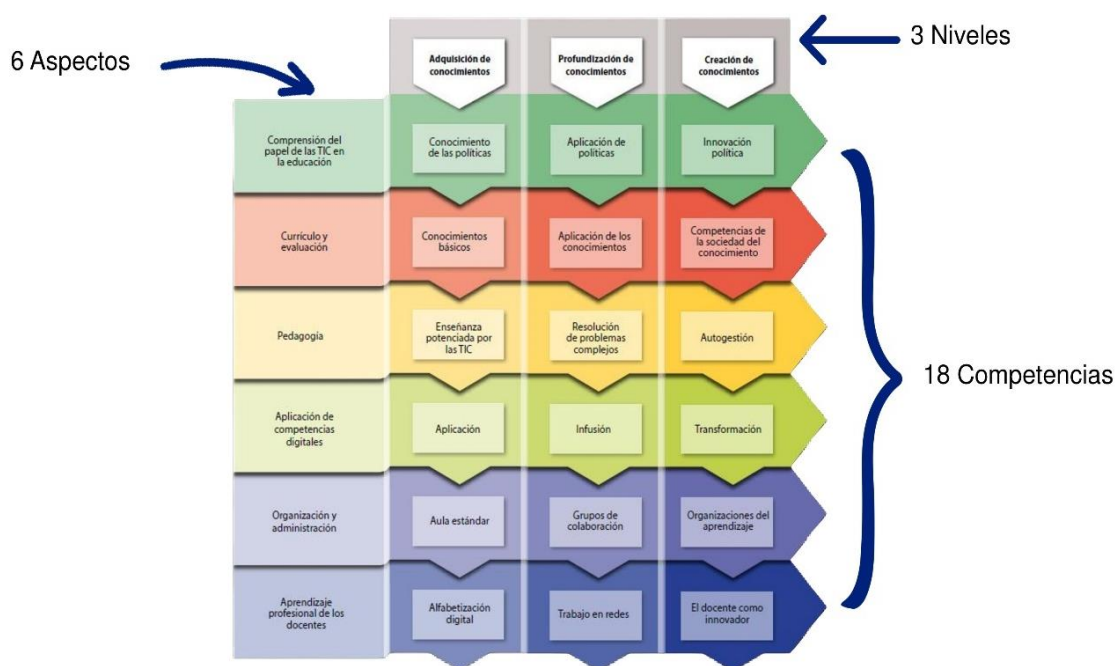 6 Aspectos
3 Niveles
Adquisición de
conocimientos
Profundización de
conocimientos
Creación de
conocimientos
Comprensión del
papel de las TIC en
la educación
Conocimiento
de las políticas
Aplicación de
políticas
Innovación
política
Currículo y
evaluación
Conocimientos
básicos
Aplicación de los
conocimientos
Competencias de
la sociedad del
conocimiento
Pedagogía
Enseñanza
potenciada por
las TIC
Resolución
de problemas
complejos
Autogestión
18 Competencias
Aplicación de
competencias
digitales
Aplicación
Infusión
Transformación
Organización y
administración
Aula estándar
Grupos de
colaboración
Organizaciones del
aprendizaje
Aprendizaje
profesional de los
docentes
Alfabetización
digital
Trabajo en redes
El docente como
innovador